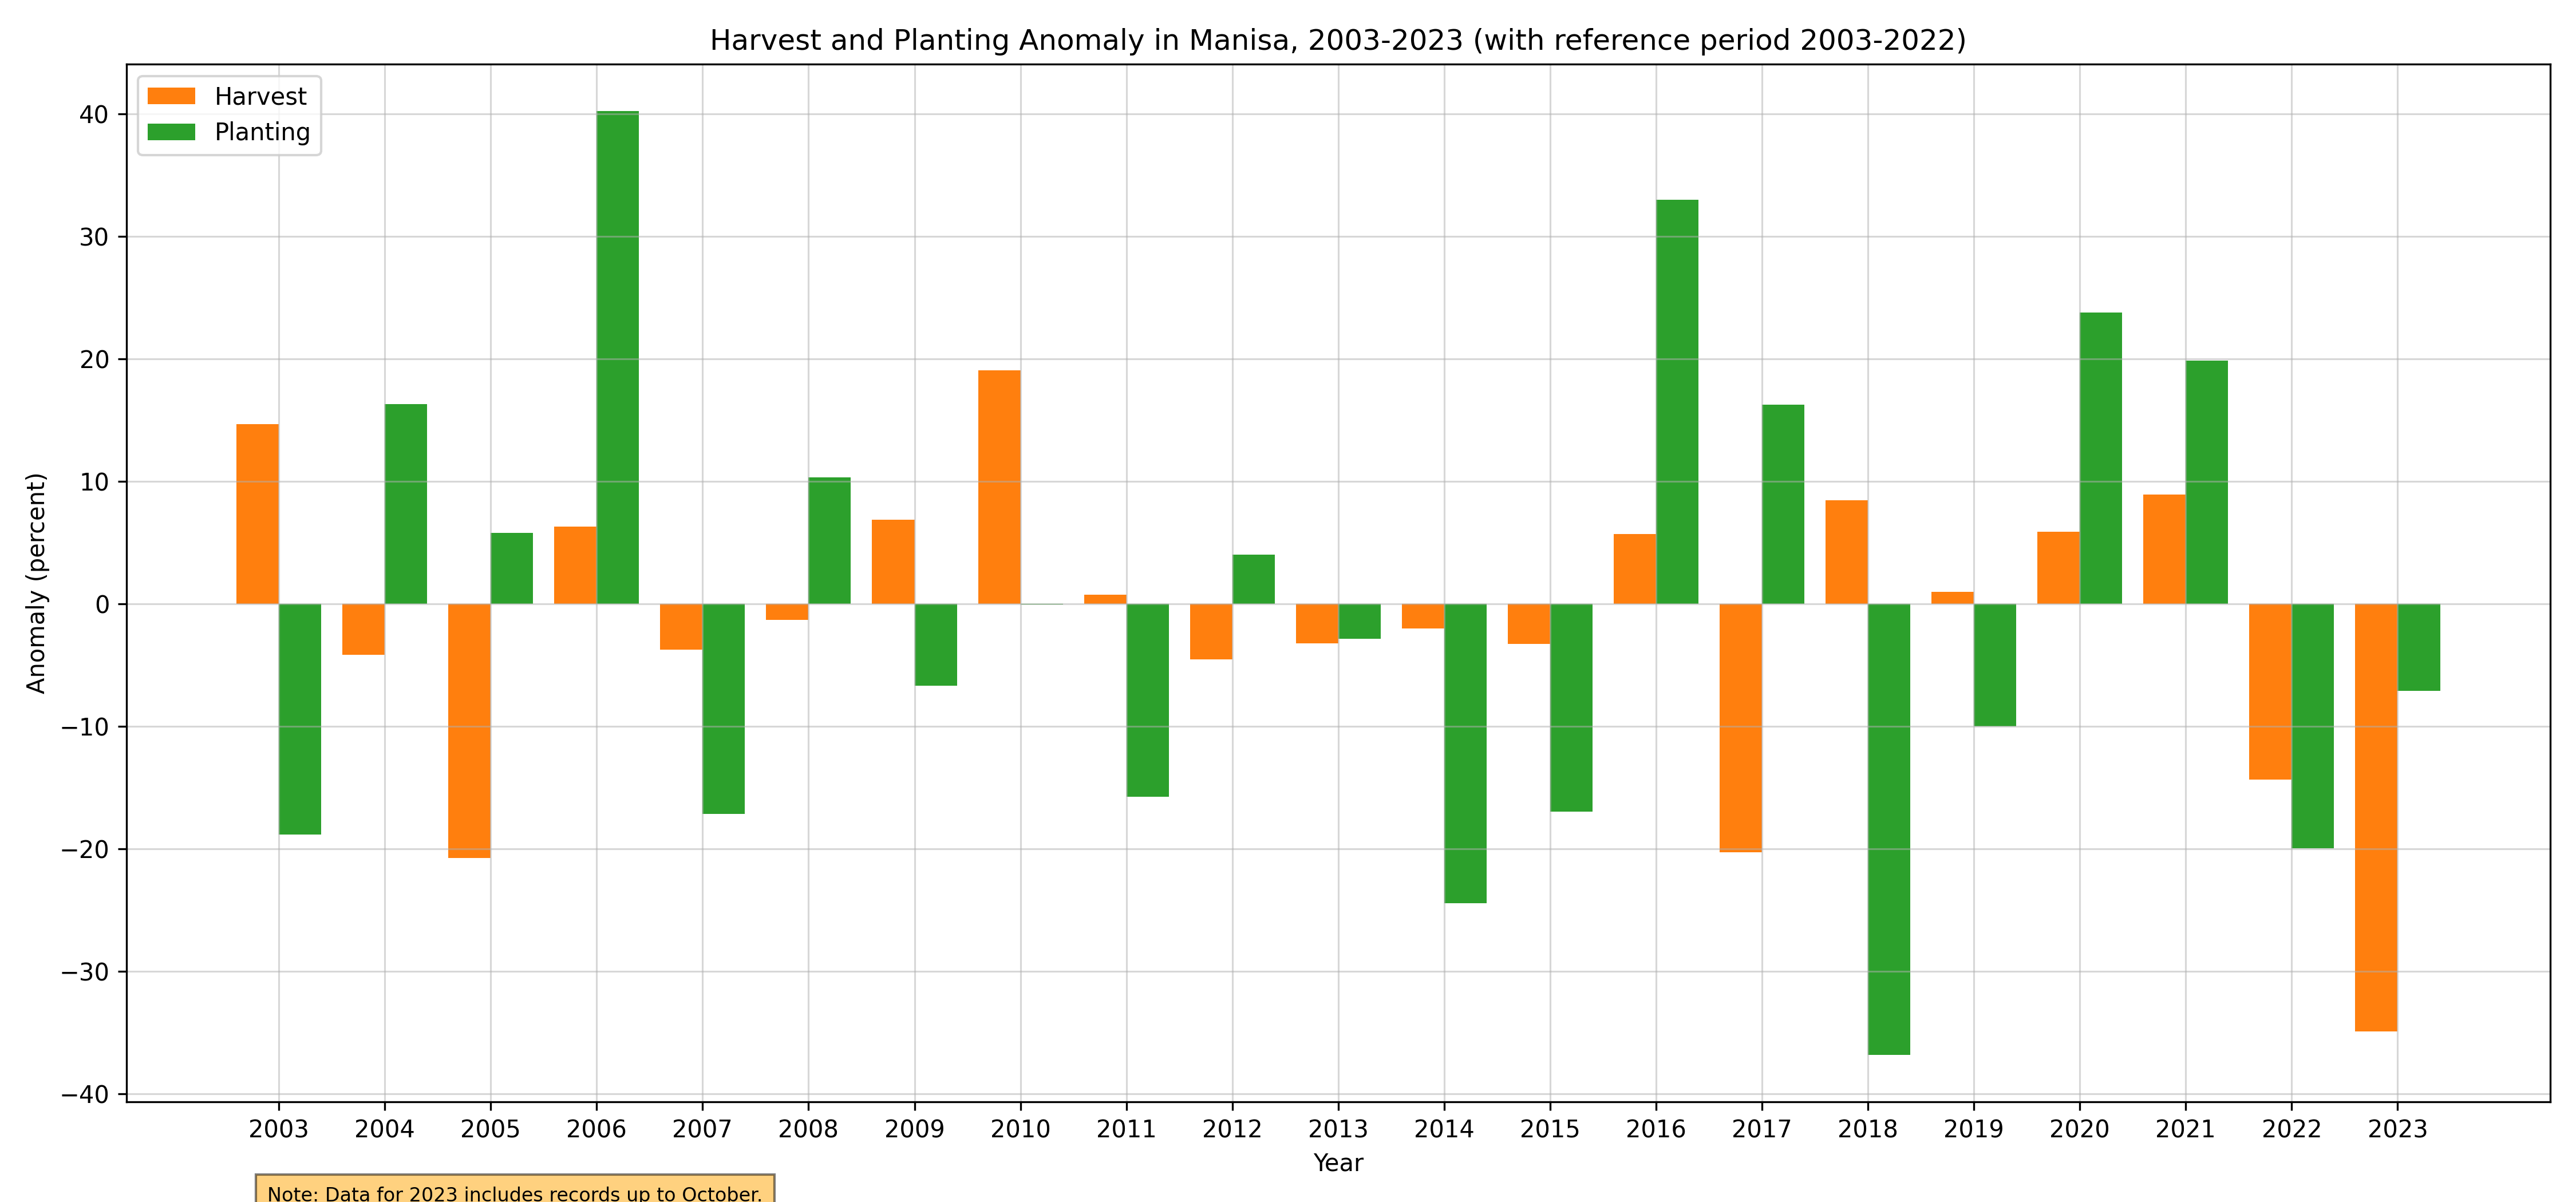 Harvest and Planting Anomaly in Manisa, 2003-2023 (with reference period 2003-2022)
Harvest
Planting
40
30
20
10
0
−10
−20
−30
−40
Anomaly (percent)
2003 2004 2005 2006 2007 2008 2009 2010 2011 2012 2013 2014 2015 2016 2017 2018 2019 2020 2021 2022 2023
Year
Note: Data for 2023 includes records up to October.